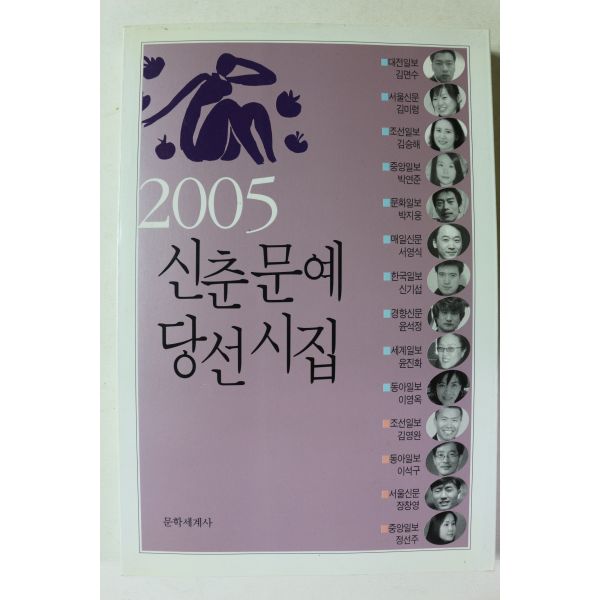 2005
신춘문예
당선시집
대전일보
김면수
서울신문
김미령
조선일보
김승해
중앙일보
박연준
문화일보
박지웅
매일신문
서영식
한국일보
신기섭
경향신문
윤석정
세계일보
윤진화
동아일보
이영옥
조선일보
김영완
동아일보
이석구
서울신문
장창영
중앙일보
정선주
문학세계사